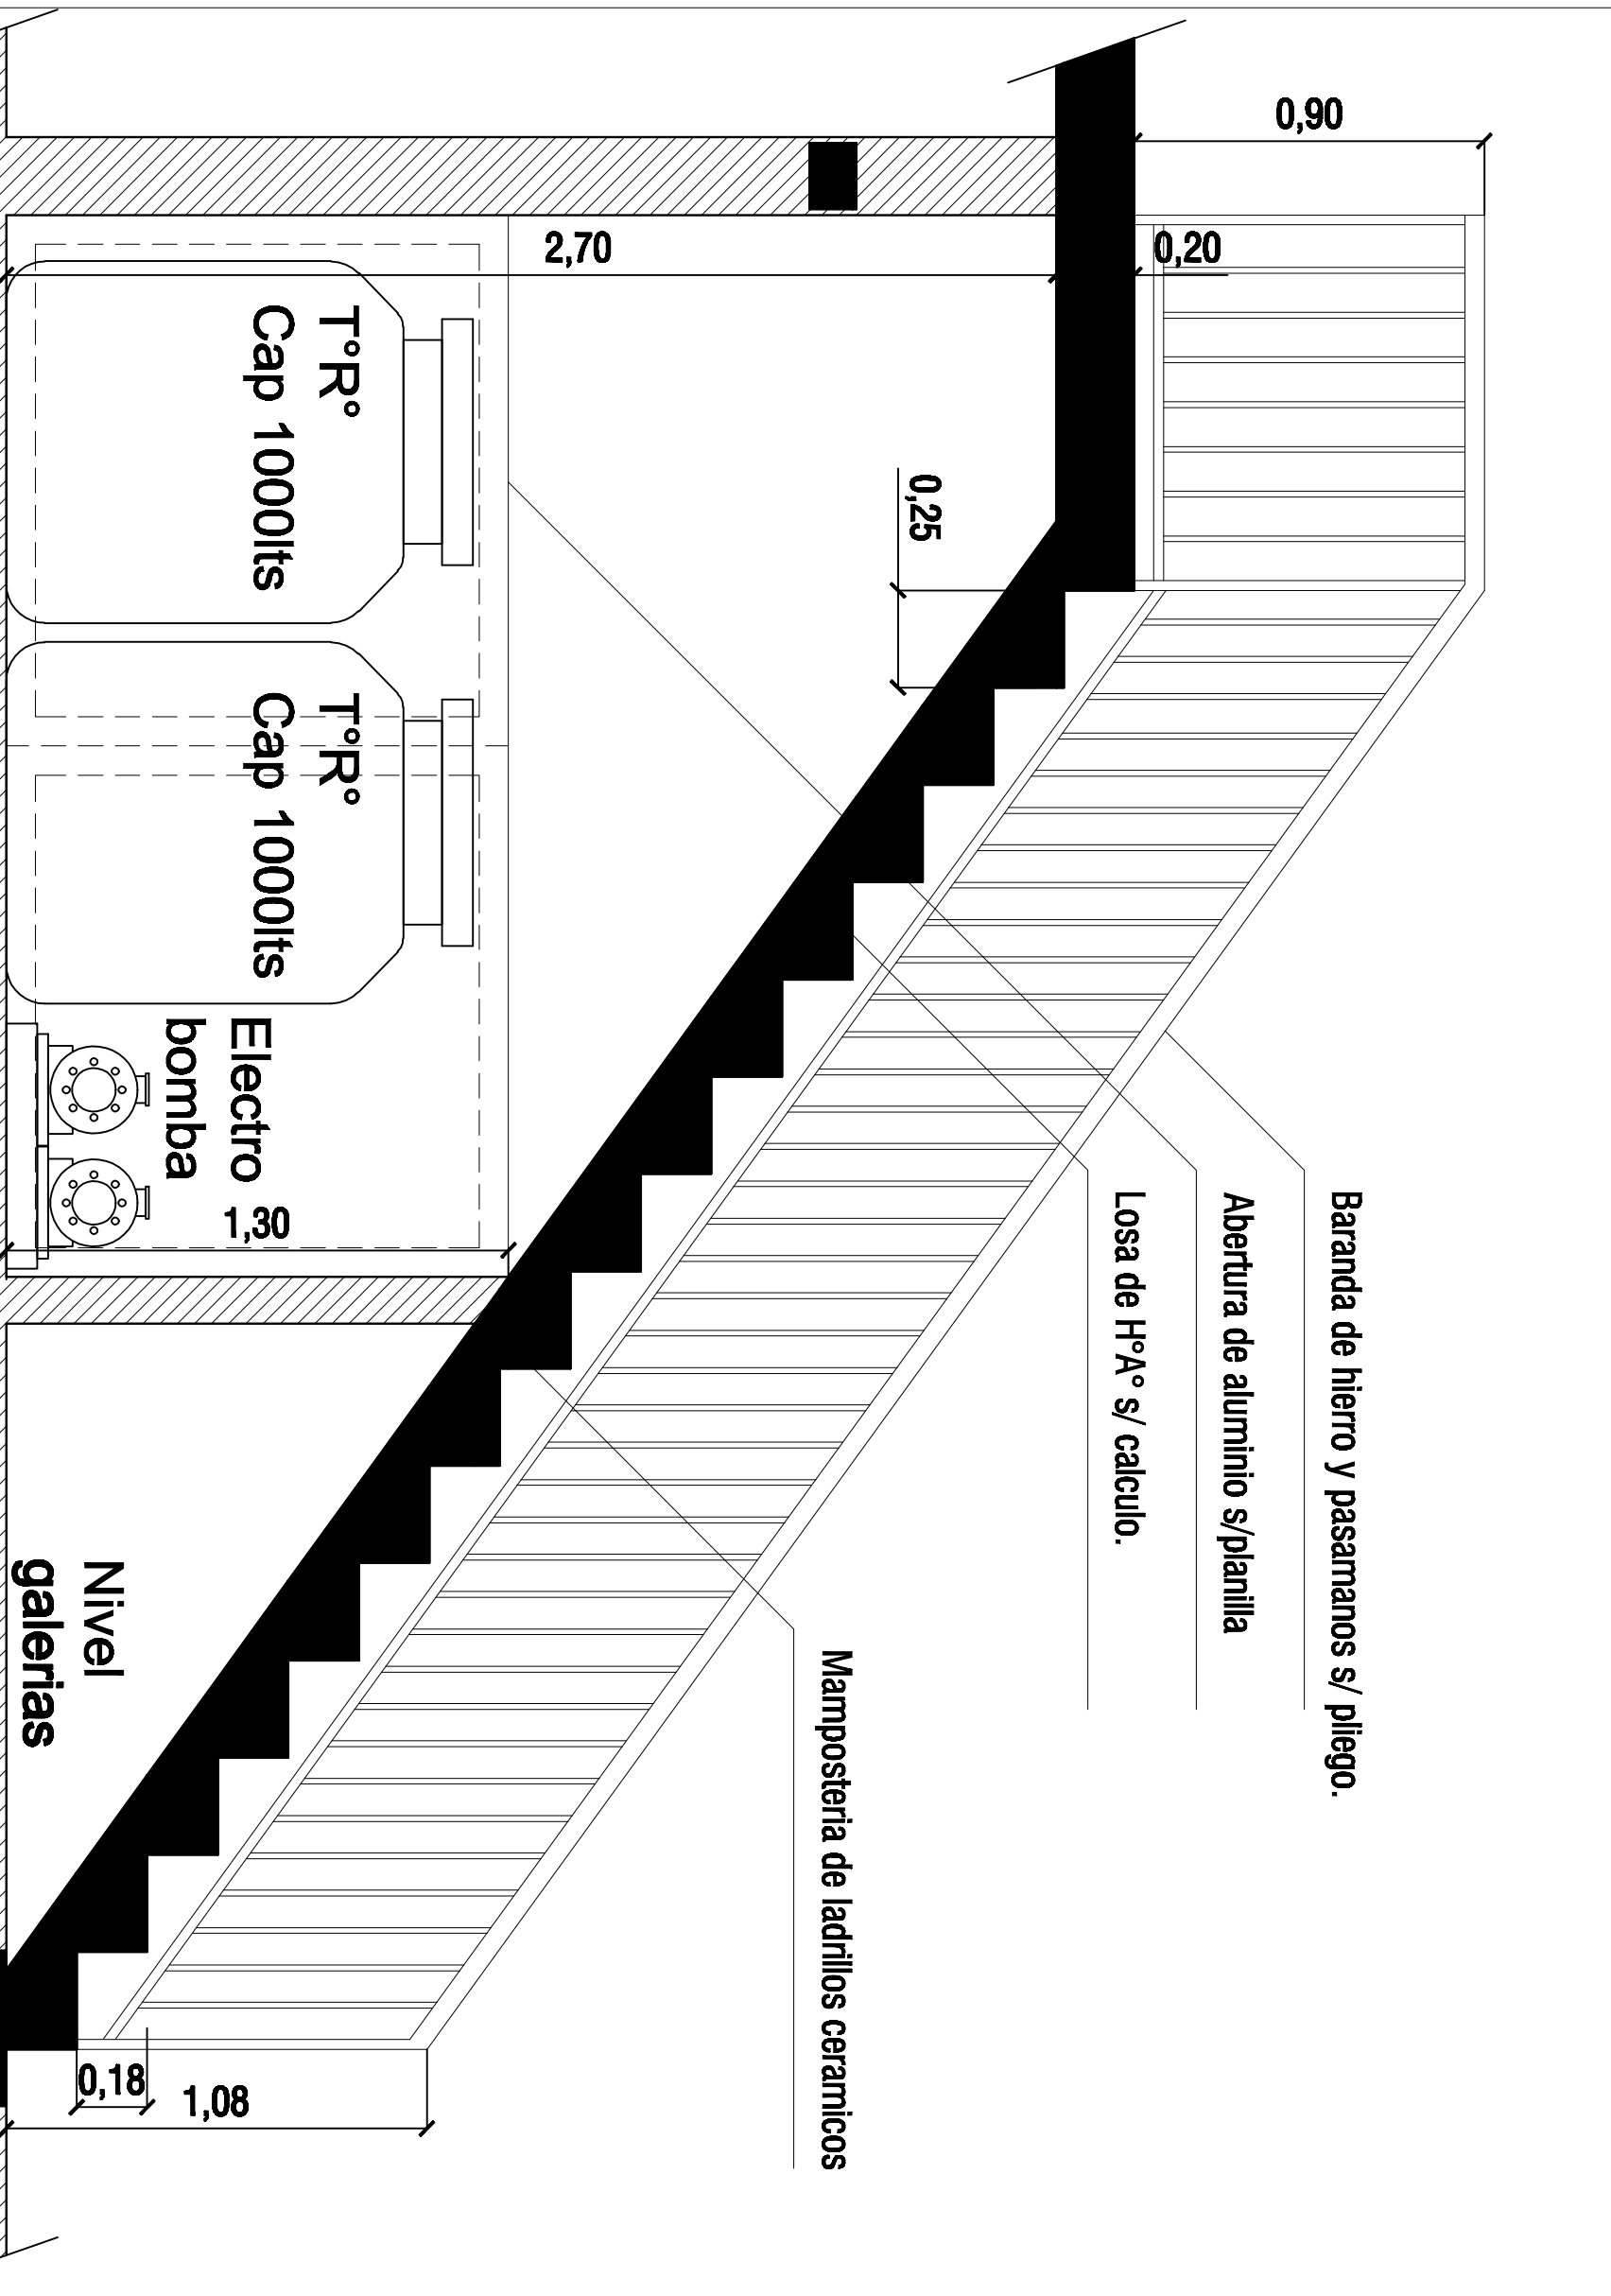 0,90
0,20
2,70
0,25
Baranda de hierro y pasamanos s/ pliego.
Abertura de aluminio s/planilla
Losa de H°A° s/ calculo.
Mamposteria de ladrillos ceramicos
T°R°
Cap 1000lts
T°R°
Cap 1000lts
Electro
bomba
1,30
Nivel
galerias
0,18
1,08